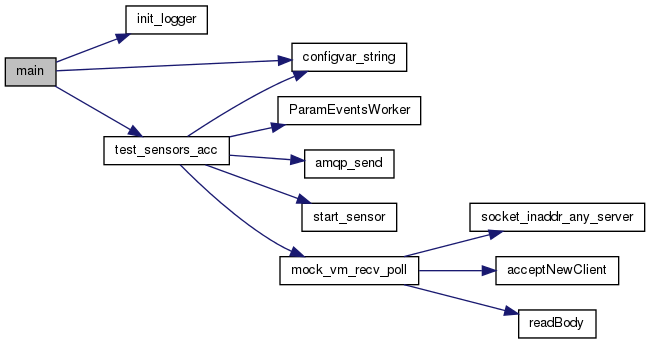 init_logger
main
configvar_string
ParamEventsWorker
test_sensors_acc
amqp_send
start_sensor
socket_inaddr_any_server
mock_vm_recv_poll
acceptNewClient
readBody